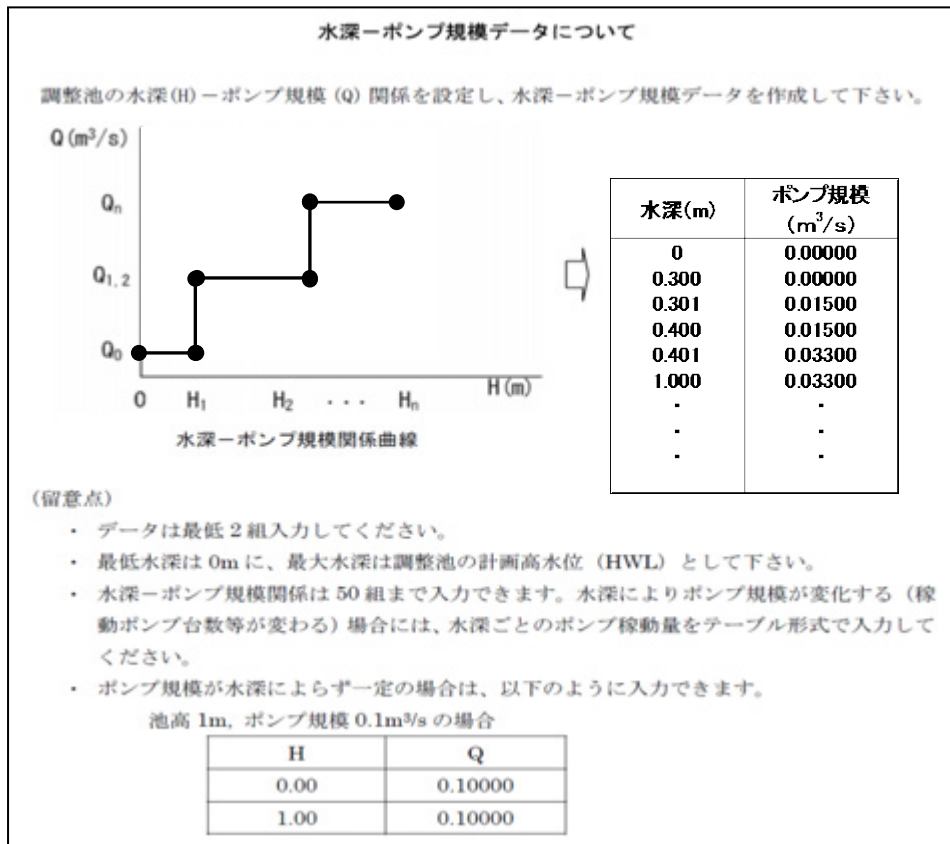 水深－ポンプ規模データについて
調整池の水深(H)－ポンプ規模(Q)関係を設定し、水深－ポンプ規模データを作成して下さい。
Q(m³/s)
Qn
Q1,2
Q0
0 H1 H2 ・・・ Hn H(m)
水深－ポンプ規模関係曲線
水深(m) ポンプ規模
(m³/s)
0 0.00000
0.300 0.00000
0.301 0.01500
0.400 0.01500
0.401 0.03300
1.000 0.03300
・ ・
・ ・
・ ・
(留意点)
・ データは最低2組入力してください。
・ 最低水深は0mに、最大水深は調整池の計画高水位（HWL）として下さい。
・ 水深－ポンプ規模関係は50組まで入力できます。水深によりポンプ規模が変化する（稼
動ポンプ台数等が変わる）場合には、水深ごとのポンプ稼動量をテーブル形式で入力して
ください。
・ ポンプ規模が水深によらず一定の場合は、以下のように入力できます。
池高 1m, ポンプ規模 0.1m³/s の場合
H Q
0.00 0.10000
1.00 0.10000